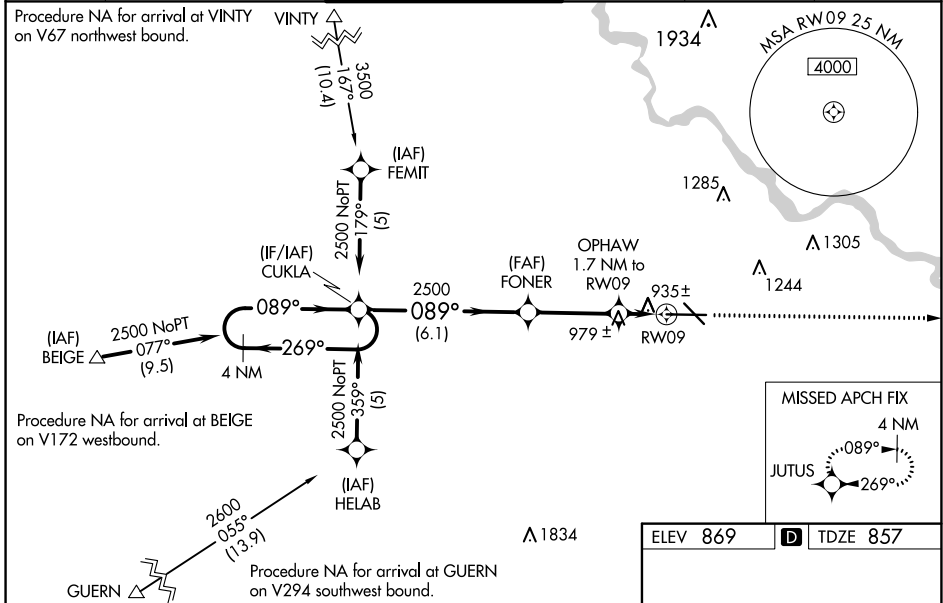 Procedure NA for arrival at VINTY
on V67 northwest bound.
VINTY
3500
167°
(10.4)
(IAF)
FEMIT
2500 NoPT
179°
(5)
1934
MSA RW09 25 NM
4000
1285
1305
1244
(IF/IAF)
CUKLA
089°
269°
4 NM
2500
089°
(6.1)
(FAF)
FONER
OPHAW
1.7 NM to
RW09
935±
979 ±
RW09
(IAF)
BEIGE
2500 NoPT
077°
(9.5)
Procedure NA for arrival at BEIGE
on V172 westbound.
2500 NoPT
359°
(5)
(IAF)
HELAB
2600
055°
(13.9)
GUERN
Procedure NA for arrival at GUERN
on V294 southwest bound.
1834
MISSED APCH FIX
4 NM
089°
269°
JUTUS
ELEV 869 D TDZE 857